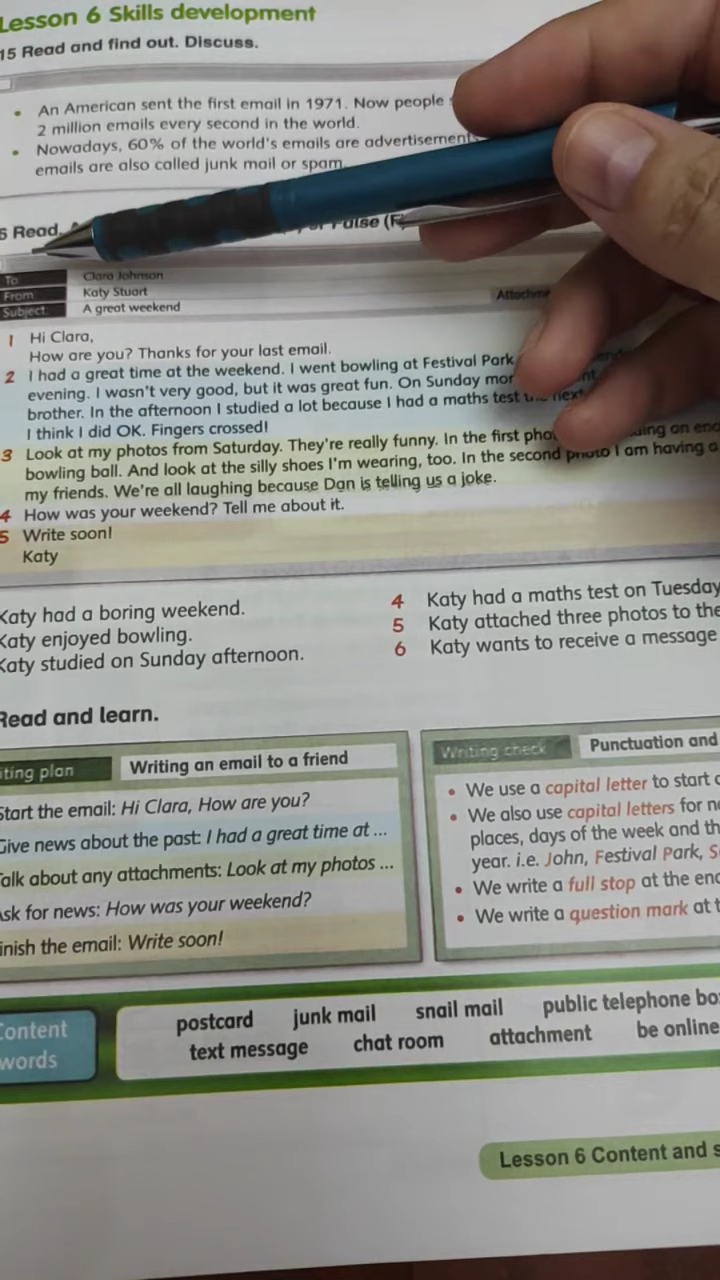 Lesson 6 Skills development
15 Read and find out. Discuss.
• An American sent the first email in 1971. Now people
2 million emails every second in the world.
• Nowadays, 60% of the world's emails are advertisements
emails are also called junk mail or spam.
6 Read. or False (F
To Clara Johnson
From Katy Stuart
Subject: A great weekend
1 Hi Clara,
How are you? Thanks for your last email.
2 I had a great time at the weekend. I went bowling at Festival Park
evening. I wasn't very good, but it was great fun. On Sunday mor
brother. In the afternoon I studied a lot because I had a maths test the next
I think I did OK. Fingers crossed!
3 Look at my photos from Saturday. They're really funny. In the first pho
bowling ball. And look at the silly shoes I'm wearing, too. In the second photo I am having a
my friends. We're all laughing because Dan is telling us a joke.
4 How was your weekend? Tell me about it.
5 Write soon!
Katy
Katy had a boring weekend.
Katy enjoyed bowling.
Katy studied on Sunday afternoon.
4 Katy had a maths test on Tuesday
5 Katy attached three photos to the
6 Katy wants to receive a message
Read and learn.
iting plan Writing an email to a friend
Start the email: Hi Clara, How are you?
Give news about the past: I had a great time at ...
Talk about any attachments: Look at my photos ...
Ask for news: How was your weekend?
inish the email: Write soon!
Writing check Punctuation and
• We use a capital letter to start
• We also use capital letters for
places, days of the week and th
year. i.e. John, Festival Park, S
• We write a full stop at the end
• We write a question mark at t
Content words
postcard junk mail snail mail public telephone bo
text message chat room attachment be online
Lesson 6 Content and s